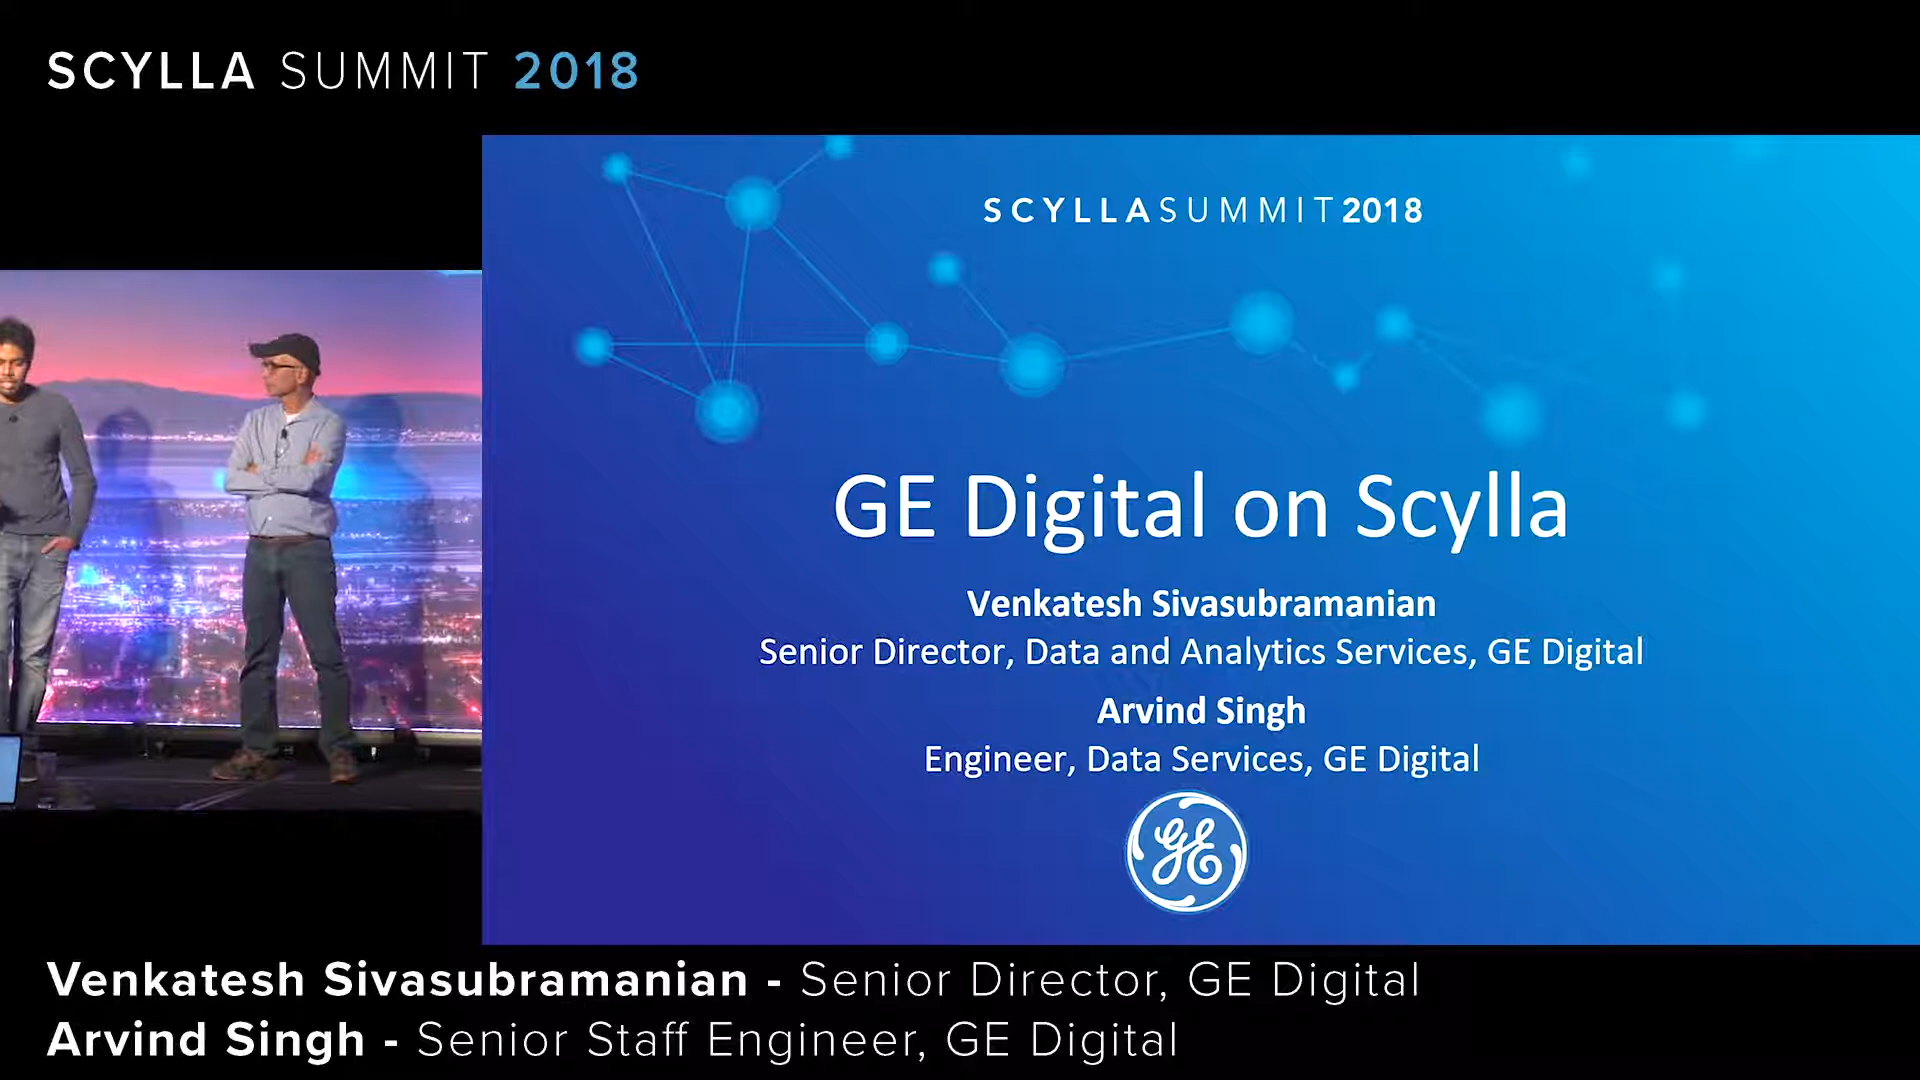 SCYLLA SUMMIT 2018
SCYLLASUMMIT2018
GE Digital on Scylla
Venkatesh Sivasubramanian
Senior Director, Data and Analytics Services, GE Digital
Arvind Singh
Engineer, Data Services, GE Digital
GE
Venkatesh Sivasubramanian - Senior Director, GE Digital
Arvind Singh - Senior Staff Engineer, GE Digital